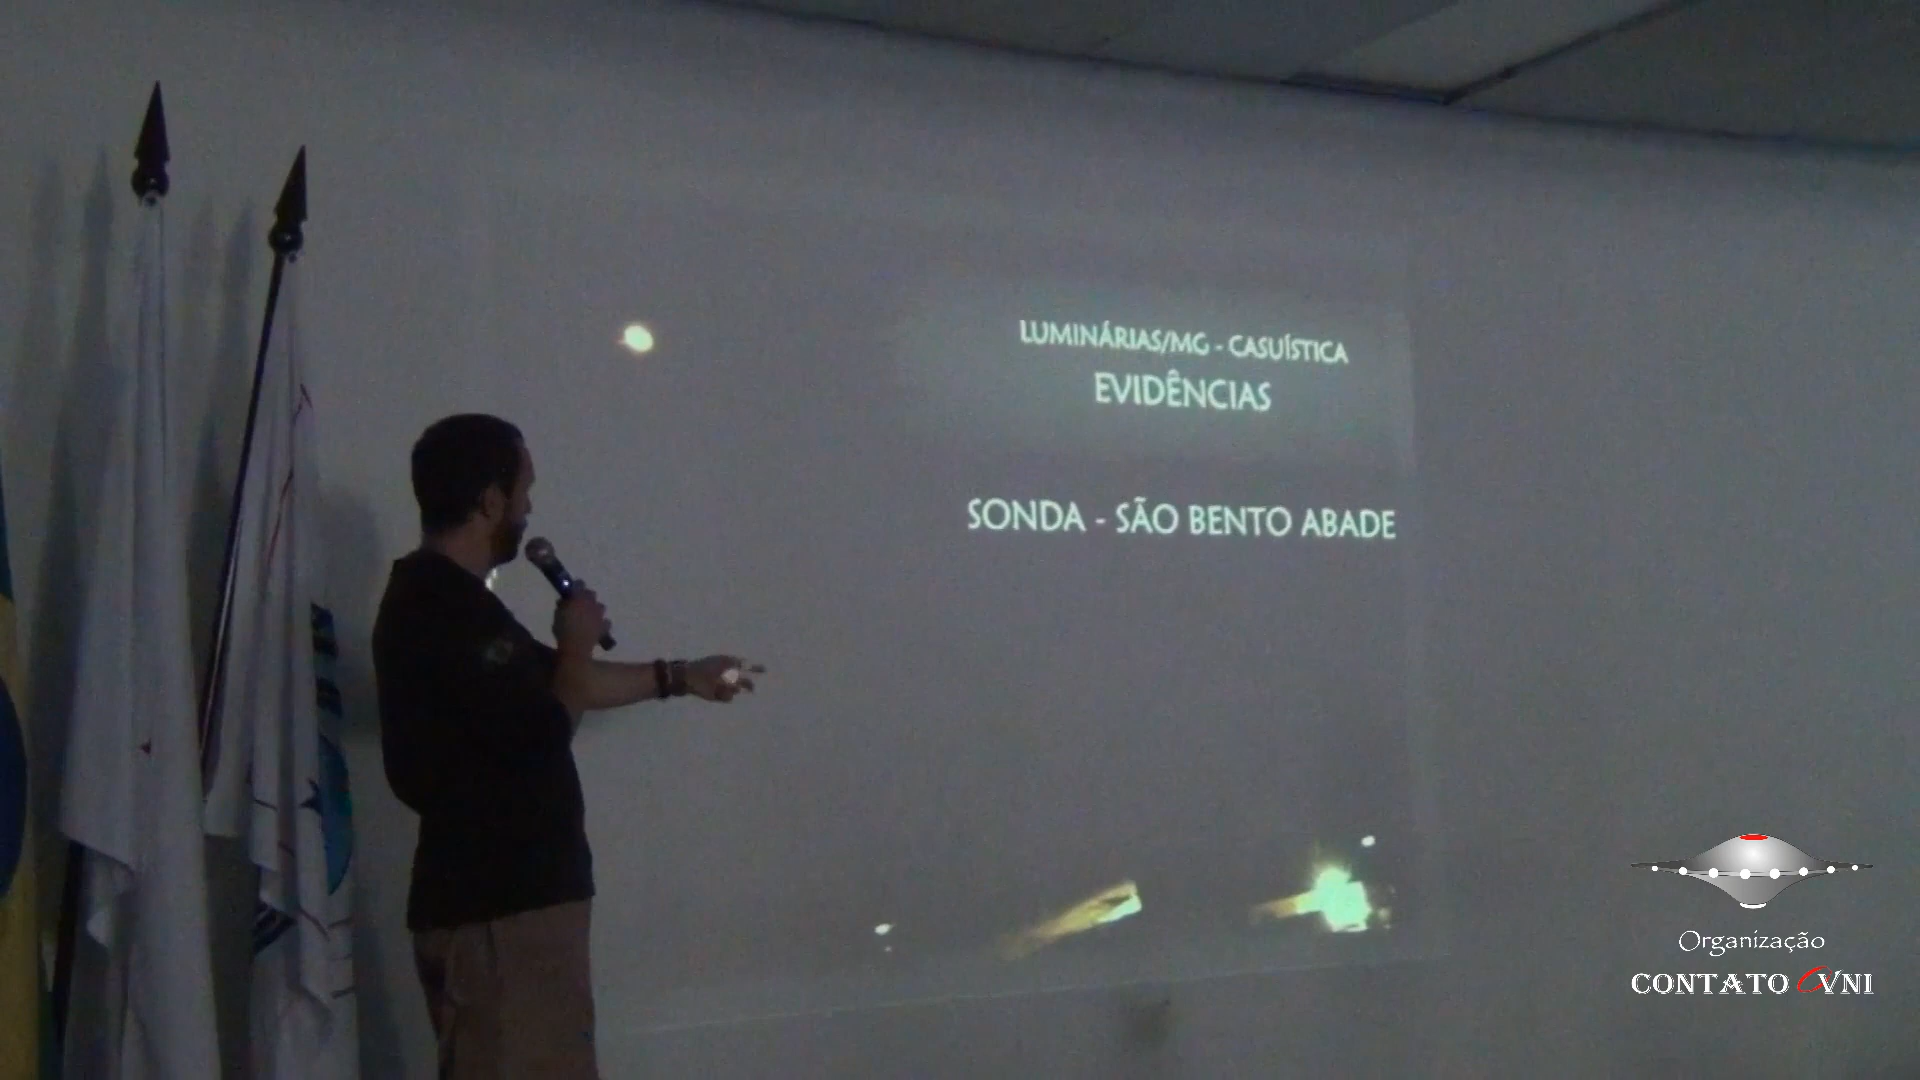 LUMINÁRIAS/MG - CASUÍSTICA
EVIDÊNCIAS
SONDA - SÃO BENTO ABADE
Organização
CONTATO OVNI